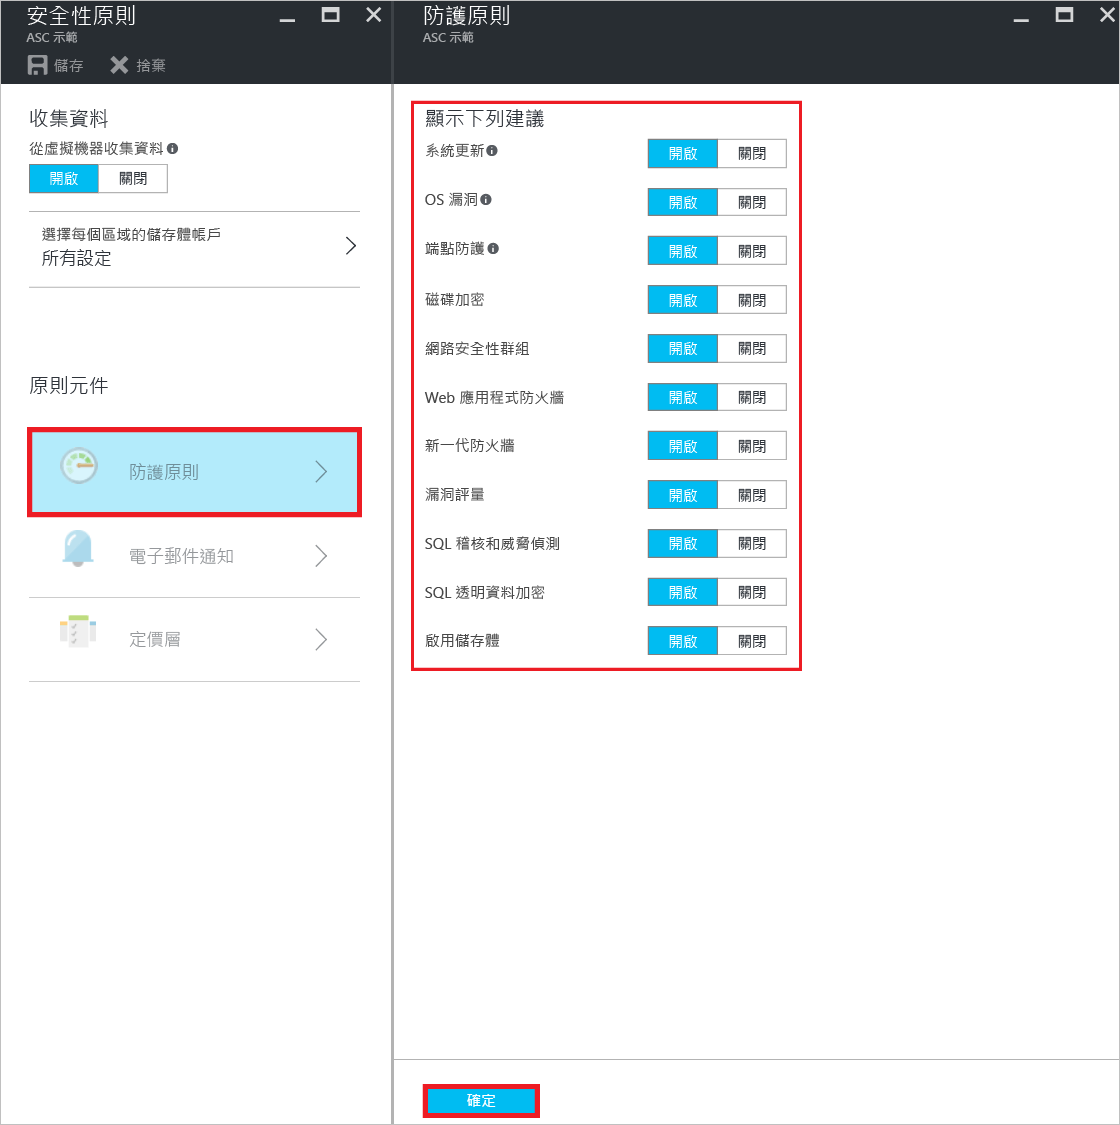 安全性原則
ASC 示範
儲存 捨棄
收集資料
從虛擬機器收集資料
開啟 關閉
選擇每個區域的儲存體帳戶
所有設定
原則元件
防護原則
電子郵件通知
定價層
防護原則
ASC 示範
顯示下列建議
系統更新 開啟 關閉
OS 漏洞 開啟 關閉
端點防護 開啟 關閉
磁碟加密 開啟 關閉
網路安全性群組 開啟 關閉
Web 應用程式防火牆 開啟 關閉
新一代防火牆 開啟 關閉
漏洞評量 開啟 關閉
SQL 稽核和威脅偵測 開啟 關閉
SQL 透明資料加密 開啟 關閉
啟用儲存體 開啟 關閉
確定